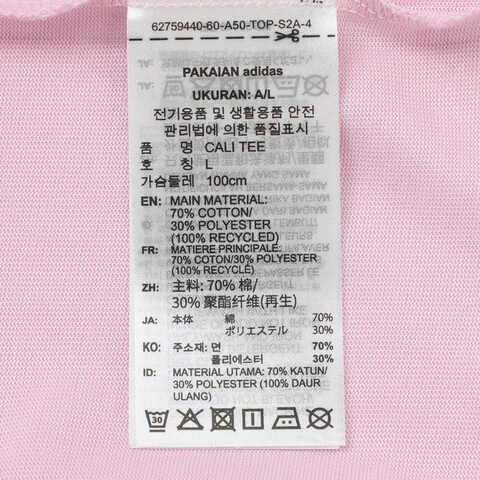 62759440-60-A50-TOP-S2A-4
PAKAIAN adidas
UKURAN: A/L
전기용품 및 생활용품 안전
관리법에 의한 품질표시
품 명 CALI TEE
호 칭 L
가슴둘레 100cm
EN: MAIN MATERIAL:
70% COTTON/
30% POLYESTER
(100% RECYCLED)
FR: MATIERE PRINCIPALE:
70% COTON/30% POLYESTER
(100% RECYCLÉ)
ZH: 主料: 70% 棉/
30% 聚酯纤维(再生)
JA: 本体 綿 70%
ポリエステル 30%
KO: 주소재: 면 70%
폴리에스터 30%
ID: MATERIAL UTAMA: 70% KATUN/
30% POLYESTER (100% DAUR
ULANG)
30